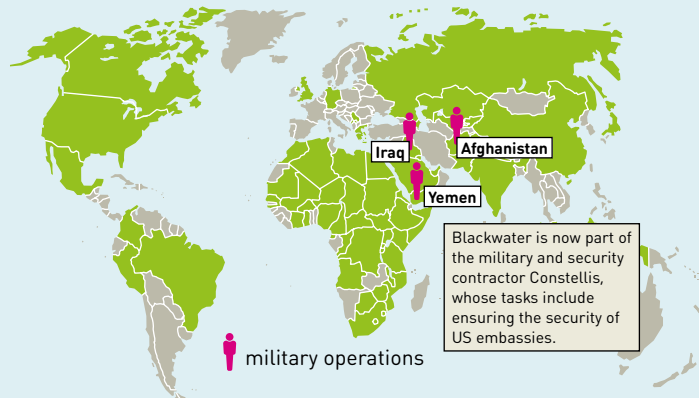 Iraq
Afghanistan
Yemen
Blackwater is now part of
the military and security
contractor Constellis,
whose tasks include
ensuring the security of
US embassies.
military operations